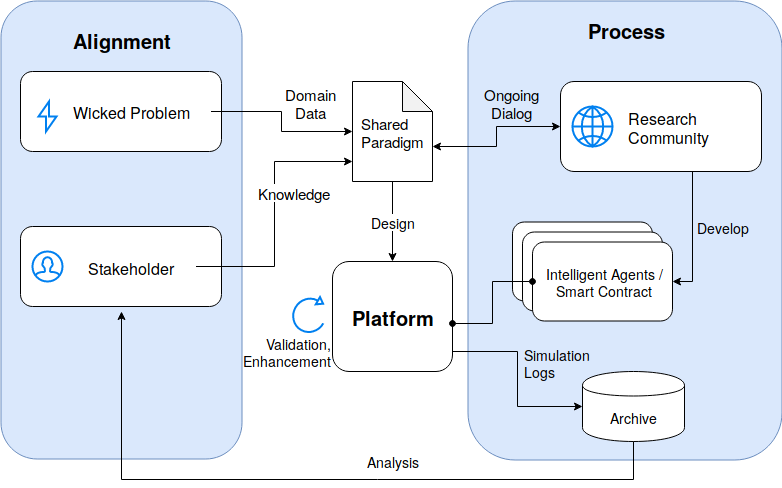 Alignment
Process
Wicked Problem
Domain
Data
Shared
Paradigm
Ongoing
Dialog
Research
Community
Knowledge
Stakeholder
Design
Develop
Intelligent Agents /
Smart Contract
Platform
Validation,
Enhancement
Simulation
Logs
Archive
Analysis